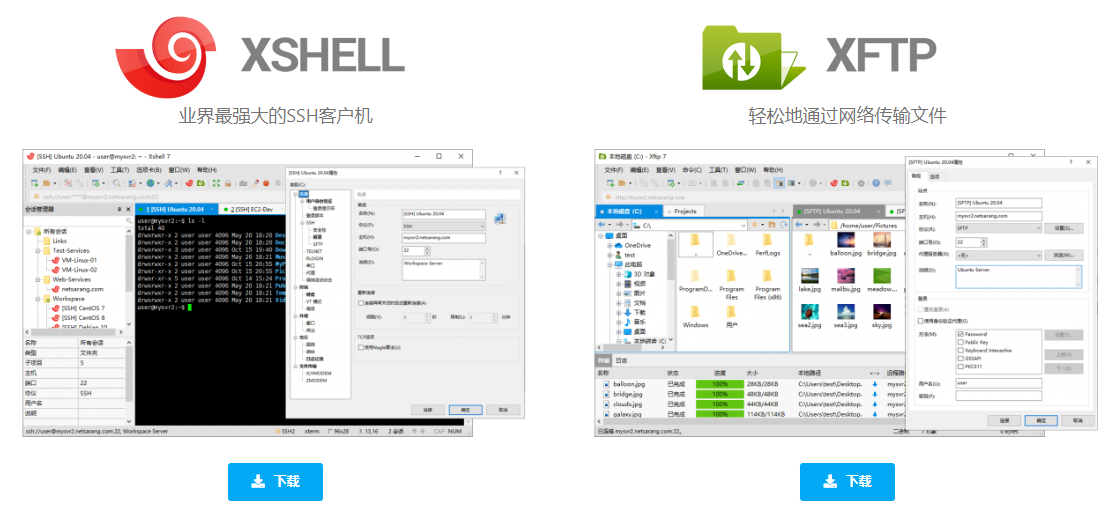 XSHELL
业界最强大的SSH客户机
[SSH] Ubuntu 20.04 - user@mysvr2: ~ - Xshell 7
文件(F) 编辑(E) 查看(V) 工具(T) 选项卡(B) 窗口(W) 帮助(H)
会话管理器
1 [SSH] Ubuntu 20.04
2 [SSH] EC2-Dev
所有会话
Links
Test-Services
VM-Linux-01
VM-Linux-02
Web-Services
netsarang.com
Workspace
[SSH] CentOS 7
[SSH] CentOS 8
[SSH] Debian 10
名称 所有会话
类型 文件夹
子项目 5
主机
端口 22
协议 SSH
用户名
说明
user@mysvr2:~$ ls -l
total 48
drwxrwxr-x 2 user user 4096 May 20 18:20
drwxrwxr-x 3 user user 4096 Oct 15 19:40
user@mysvr2:~$
[SSH] Ubuntu 20.04属性
类别(C):
连接
用户身份验证
登录提示符
登录脚本
SSH
安全性
隧道
SFTP
TELNET
RLOGIN
串口
代理
保持活动状态
终端
键盘
VT 模式
高级
外观
窗口
突出
高级
跟踪
日志记录
文件传输
X/YMODEM
ZMODEM
连接
常规
名称(N): [SSH] Ubuntu 20.04
协议(P): SSH
主机(H): mysvr2.netsarang.com
端口号(O): 22
说明(D): Workspace Server
重新连接
连接异常关闭时自动重新连接(A)
间隔(V): 0 秒 限制(L): 0 分钟
TCP选项
使用Nagle算法(U)
连接 确定 取消
ssh://user@mysvr2.netsarang.com:22, Workspace Server
SSH2 xterm 96x28 13,16 2 会话 CAP NUM
下载
XFTP
轻松地通过网络传输文件
本地磁盘 (C:) - Xftp 7
文件(F) 编辑(E) 查看(V) 命令(C) 工具(T) 窗口(W) 帮助(H)
本地磁盘 (C:)
Projects
[SFTP] Ubuntu 20.04
C:\
/home/user/Pictures
桌面
OneDrive
test
此电脑
3D 对象
视频
图片
文档
下载
音乐
桌面
本地磁盘 (C:)
..
OneDrive...
PerfLogs
ProgramD...
Program Files
Program Files (x86)
Windows
用户
..
balloon.jpg
bridge.jpg
lake.jpg
malibu.jpg
meadow...
sea2.jpg
sea3.jpg
sky.jpg
传输 日志
名称 状态 进度 大小 本地路径 远程路径
balloon.jpg 已完成 100% 28KB/28KB C:\Users\test\Desktop.
bridge.jpg 已完成 100% 48KB/48KB C:\Users\test\Desktop.
clouds.jpg 已完成 100% 44KB/44KB C:\Users\test\Desktop.
galaxy.jpg 已完成 100% 114KB/114KB C:\Users\test\Desktop.
已连接 mysvr2.netsarang.com:22。
0 Bytes
[SFTP] Ubuntu 20.04属性
常规 选项
站点
名称(N): [SFTP] Ubuntu 20.04
主机(H): mysvr2.netsarang.com
协议(R): SFTP
端口号(O): 22
代理服务器(X): <无>
说明(D): Ubuntu Server
登录
匿名登录(A)
使用身份验证代理(G)
方法(M): Password
Public Key
Keyboard Interactive
GSSAPI
PKCS11
用户名(U): user
密码(P):
连接 确定 取消
下载